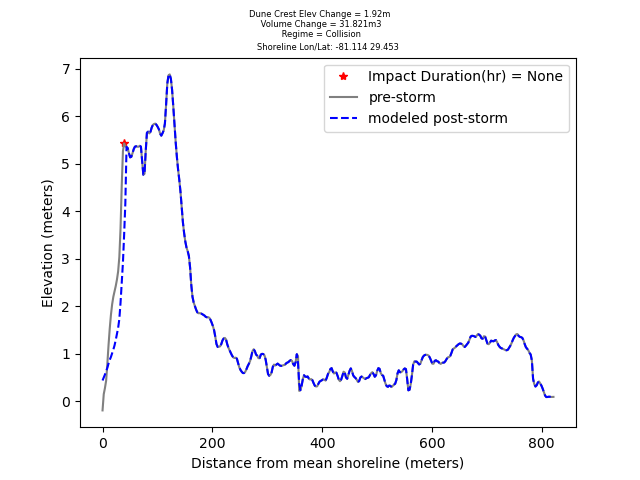 Dune Crest Elev Change = 1.92m
Volume Change = 31.821m3
Regime = Collision
Shoreline Lon/Lat: -81.114 29.453
Impact Duration(hr) = None
pre-storm
modeled post-storm
Elevation (meters)
7
6
5
4
3
2
1
0
0 200 400 600 800
Distance from mean shoreline (meters)